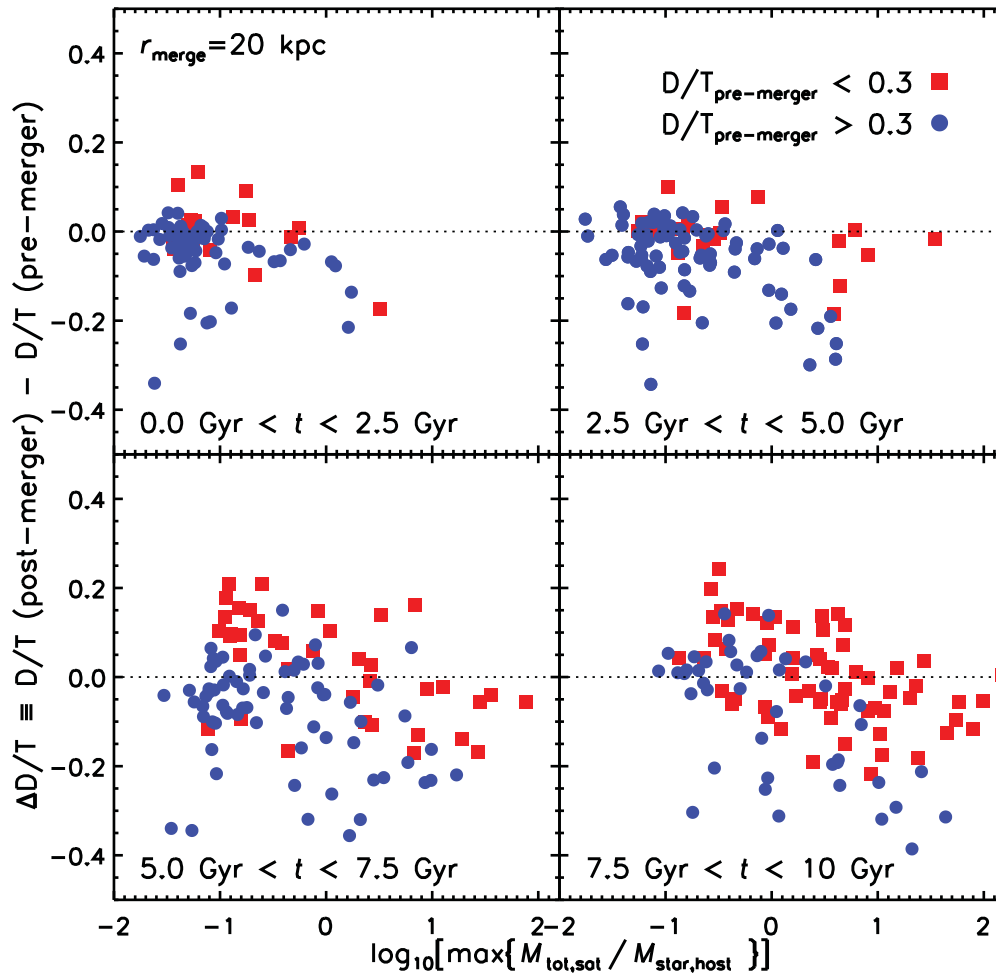 0.4
0.2
0.0
−0.2
−0.4
r_merge=20 kpc
0.0 Gyr < t < 2.5 Gyr
D/T_pre−merger < 0.3
D/T_pre−merger > 0.3
2.5 Gyr < t < 5.0 Gyr
0.4
0.2
0.0
−0.2
−0.4
5.0 Gyr < t < 7.5 Gyr
7.5 Gyr < t < 10 Gyr
−2 −1 0 1 2 −1 0 1 2
ΔD/T ≡ D/T (post−merger) − D/T (pre−merger)
log₁₀[max{M_tot,sat/M_star,host }]